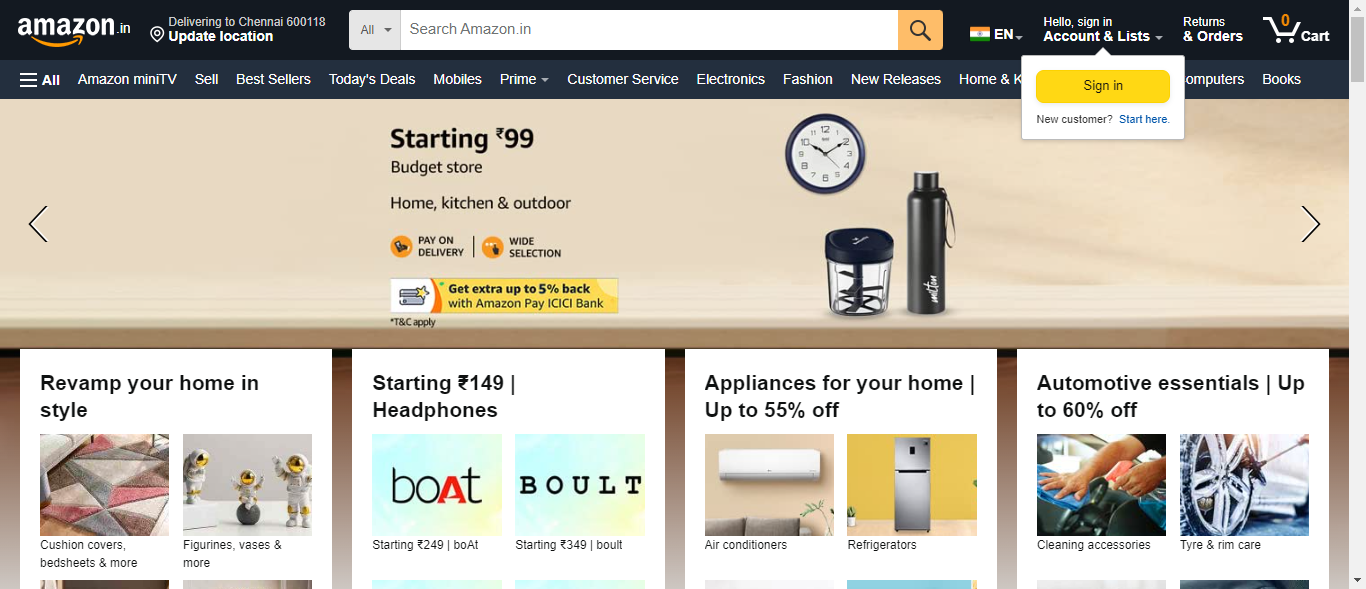 amazon.in
Delivering to Chennai 600118
Update location
All
Search Amazon.in
EN
Hello, sign in
Account & Lists
Returns
& Orders
0
Cart
All
Amazon miniTV
Sell
Best Sellers
Today's Deals
Mobiles
Prime
Customer Service
Electronics
Fashion
New Releases
Home & K
omputers
Books
Sign in
New customer? Start here.
Starting ₹99
Budget store
Home, kitchen & outdoor
PAY ON
DELIVERY
WIDE
SELECTION
Get extra up to 5% back
with Amazon Pay ICICI Bank
*T&C apply
milton
Revamp your home in
style
Cushion covers,
bedsheets & more
Figurines, vases &
more
Starting ₹149 |
Headphones
boAt
BOULT
Starting ₹249 | boAt
Starting ₹349 | boult
Appliances for your home |
Up to 55% off
Air conditioners
Refrigerators
Automotive essentials | Up
to 60% off
Cleaning accessories
Tyre & rim care